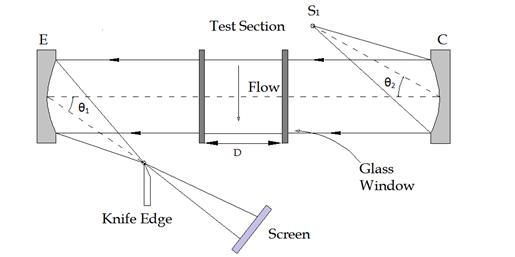 S1
Test Section
E
C
θ2
Flow
θ1
D
Glass
Window
Knife Edge
Screen